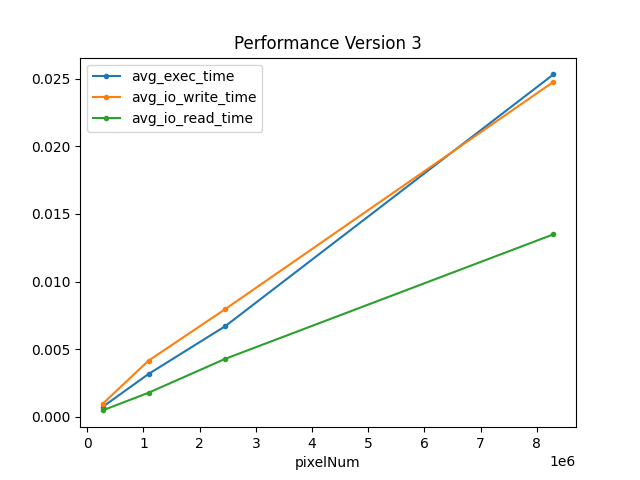 Performance Version 3
avg_exec_time
avg_io_write_time
avg_io_read_time
0.025
0.020
0.015
0.010
0.005
0.000
0 1 2 3 4 5 6 7 8
1e6
pixelNum